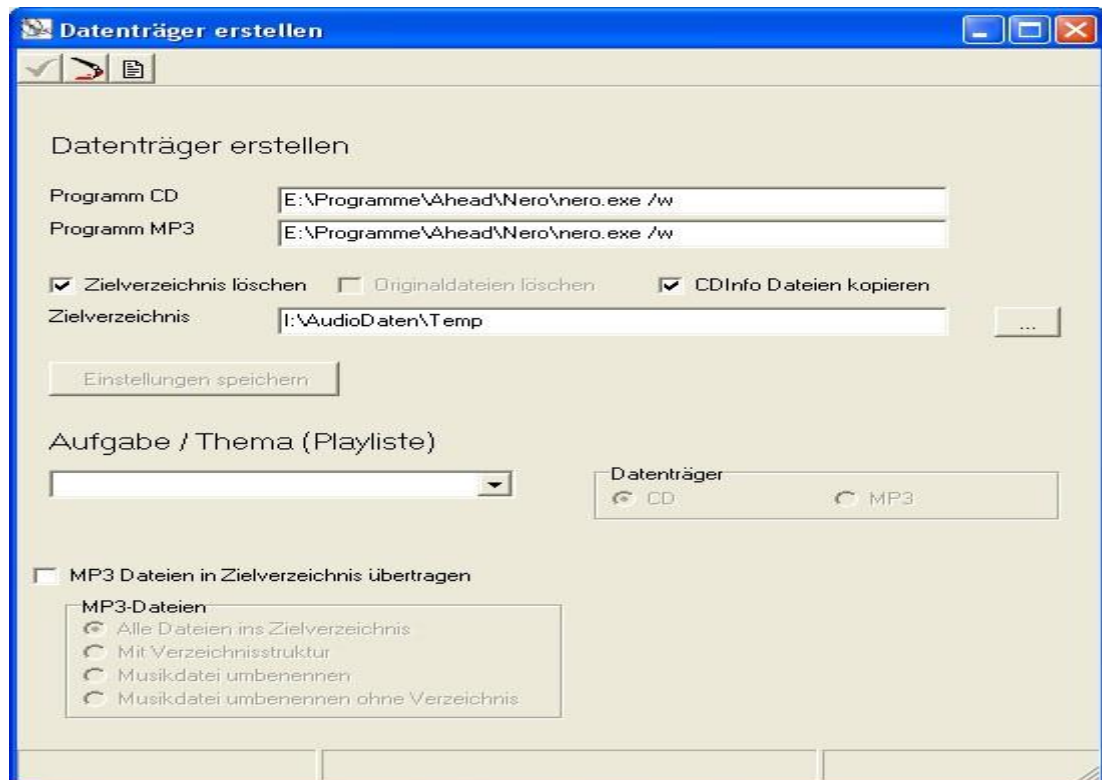 Datenträger erstellen
Datenträger erstellen
Programm CD E:\Programme\Ahead\Nero\nero.exe /w
Programm MP3 E:\Programme\Ahead\Nero\nero.exe /w
Zielverzeichnis löschen Originaldateien löschen CDInfo Dateien kopieren
Zielverzeichnis I:\AudioDaten\Temp ...
Einstellungen speichern
Aufgabe / Thema (Playliste)
Datenträger
CD MP3
MP3 Dateien in Zielverzeichnis übertragen
MP3-Dateien
Alle Dateien ins Zielverzeichnis
Mit Verzeichnisstruktur
Musikdatei umbenennen
Musikdatei umbenennen ohne Verzeichnis